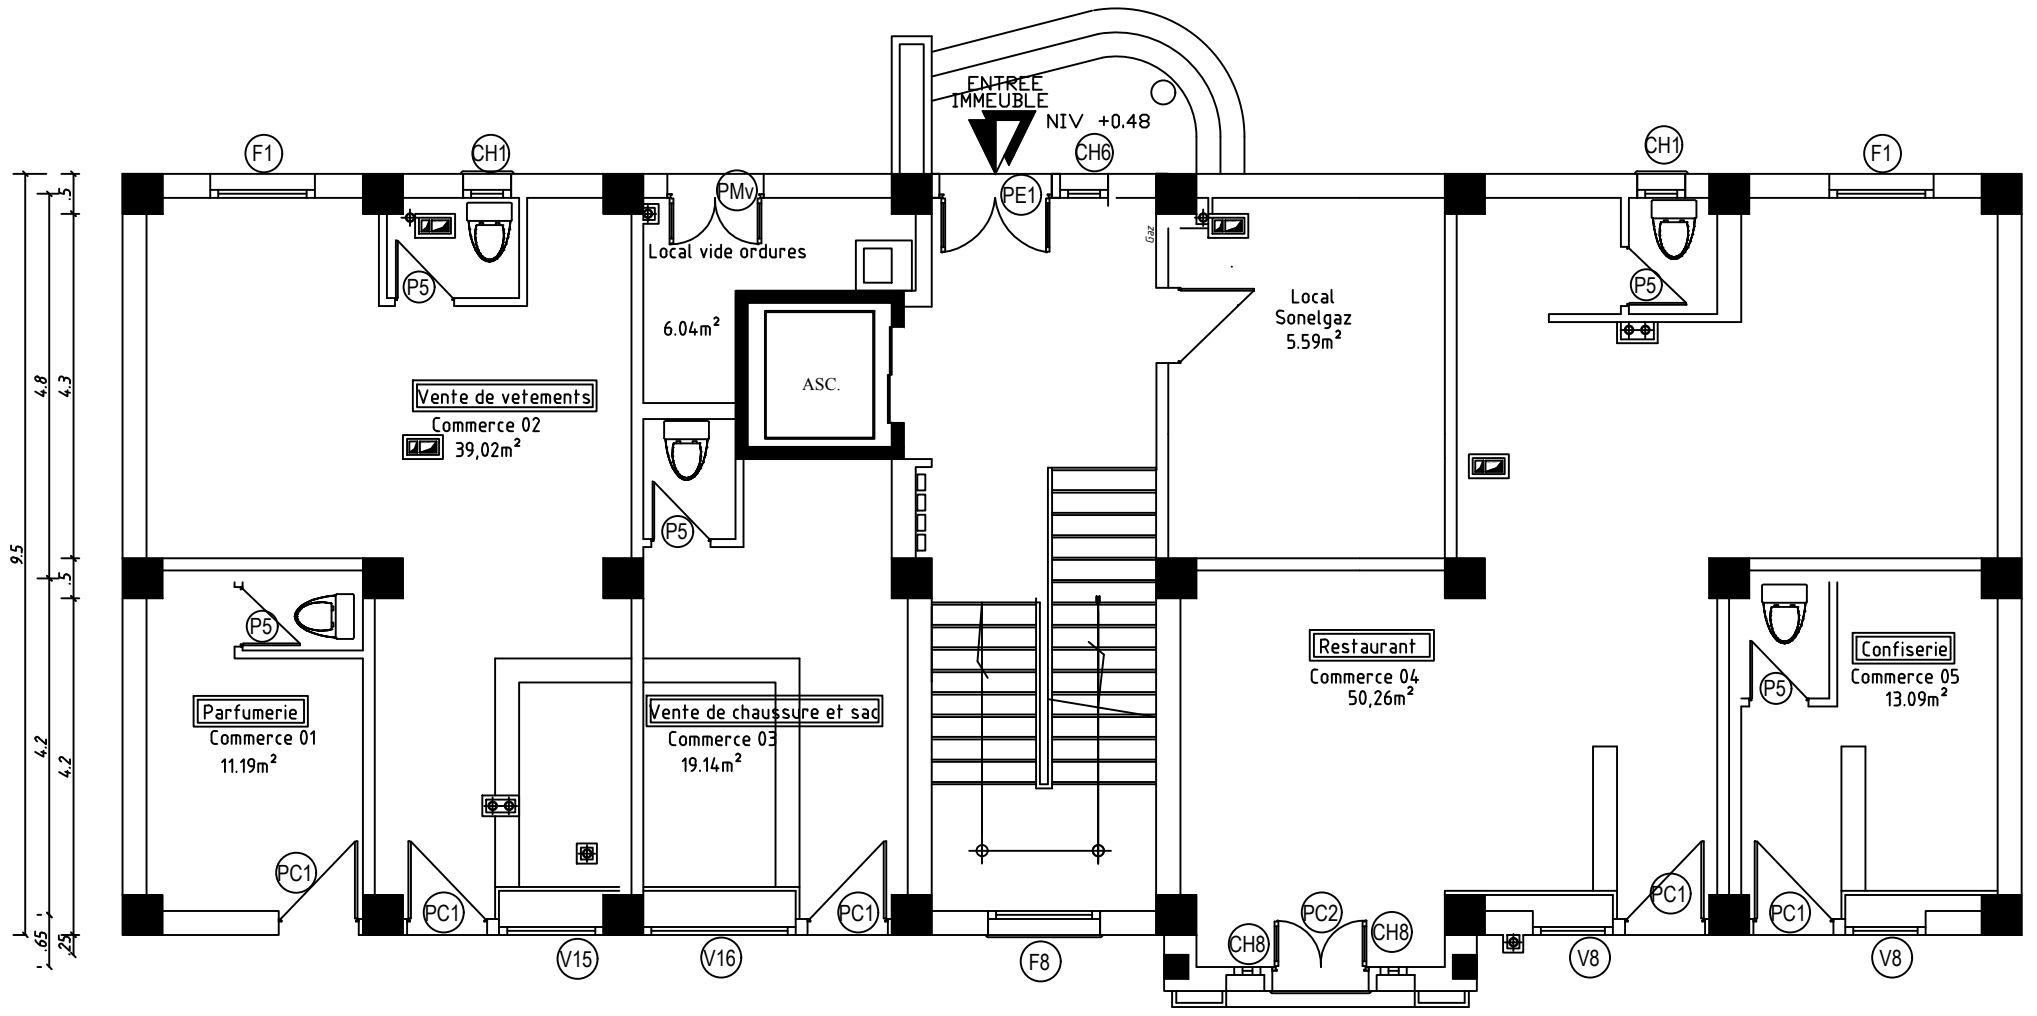 ENTREE
IMMEUBLE
NIV +0.48
F1
CH1
PMv
PE1
CH6
CH1
F1
Local vide ordures
6.04m²
Gaz
Local
Sonelgaz
5.59m²
P5
P5
ASC.
Vente de vetements
Commerce 02
39,02m²
P5
P5
Parfumerie
Commerce 01
11.19m²
Vente de chaussure et sac
Commerce 03
19.14m²
Restaurant
Commerce 04
50,26m²
Confiserie
Commerce 05
13.09m²
P5
PC1
PC1
PC1
PC2
PC1
PC1
CH8
CH8
V15
V16
F8
V8
V8
9.5
4.8
4.2
.65
.5
4.3
.5
4.2
.25